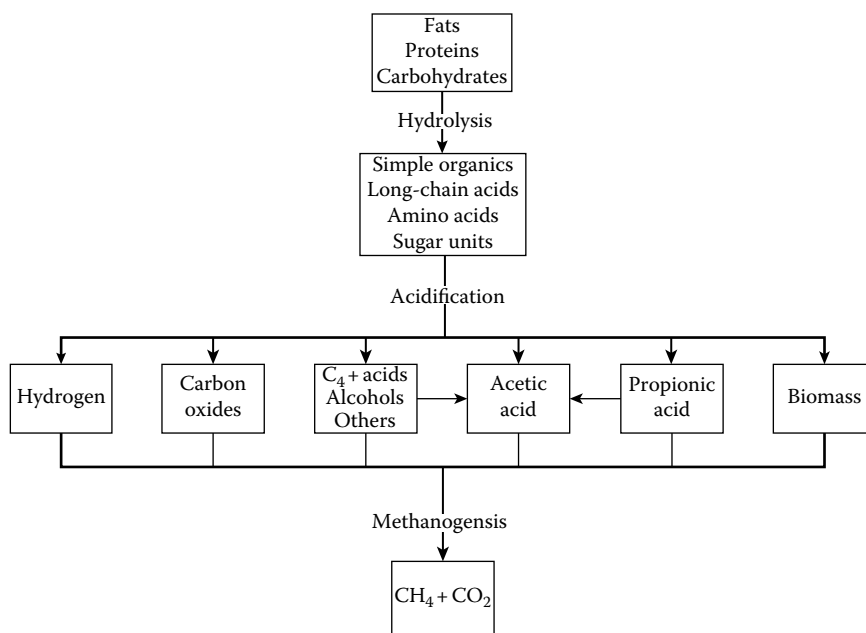 Fats
Proteins
Carbohydrates
Hydrolysis
Simple organics
Long-chain acids
Amino acids
Sugar units
Acidification
Hydrogen
Carbon
oxides
C₄ + acids
Alcohols
Others
Acetic
acid
Propionic
acid
Biomass
Methanogensis
CH₄ + CO₂